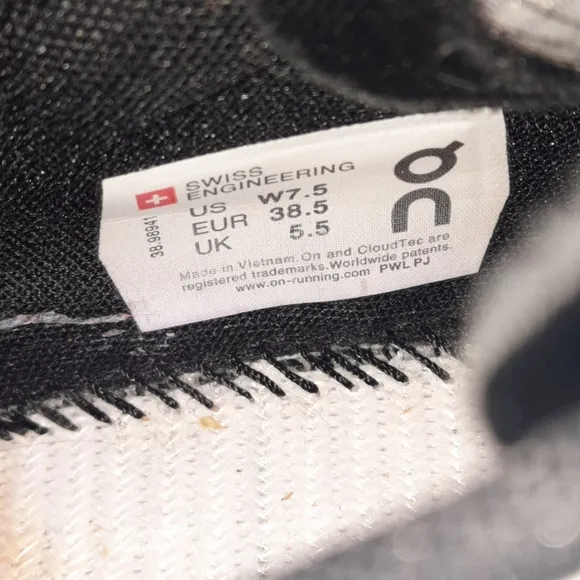 SWISS
ENGINEERING
US W7.5
EUR 38.5
UK 5.5
Made in Vietnam. On and CloudTec are
registered trademarks. Worldwide patents.
www.on-running.com PWL PJ
38.98941
On